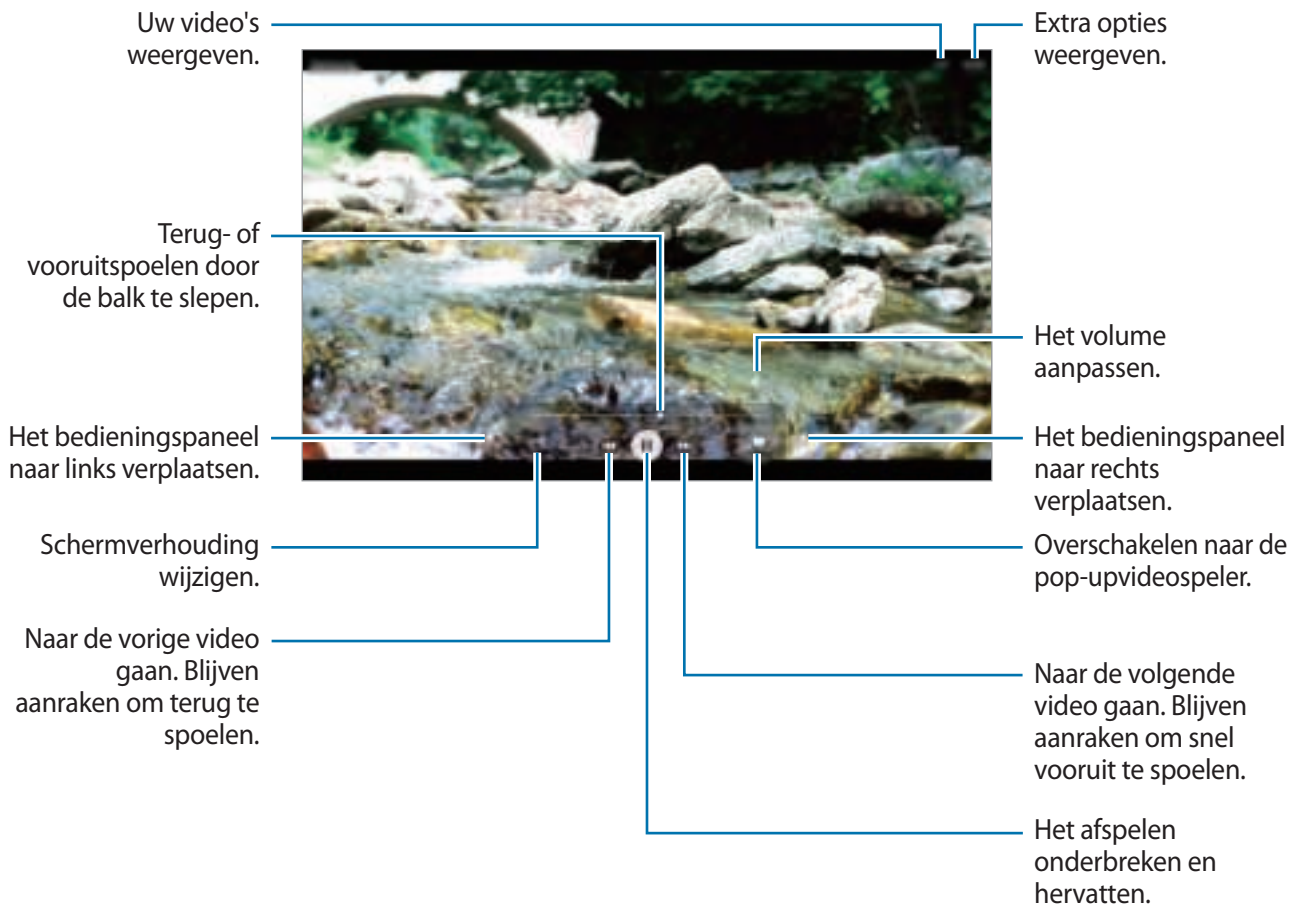 Uw video's
weergeven.
Extra opties
weergeven.
Terug- of
vooruitspoelen door
de balk te slepen.
Het volume
aanpassen.
Het bedieningspaneel
naar links verplaatsen.
Het bedieningspaneel
naar rechts
verplaatsen.
Schermverhouding
wijzigen.
Overschakelen naar de
pop-upvideospeler.
Naar de vorige video
gaan. Blijven
aanraken om terug te
spoelen.
Naar de volgende
video gaan. Blijven
aanraken om snel
vooruit te spoelen.
Het afspelen
onderbreken en
hervatten.